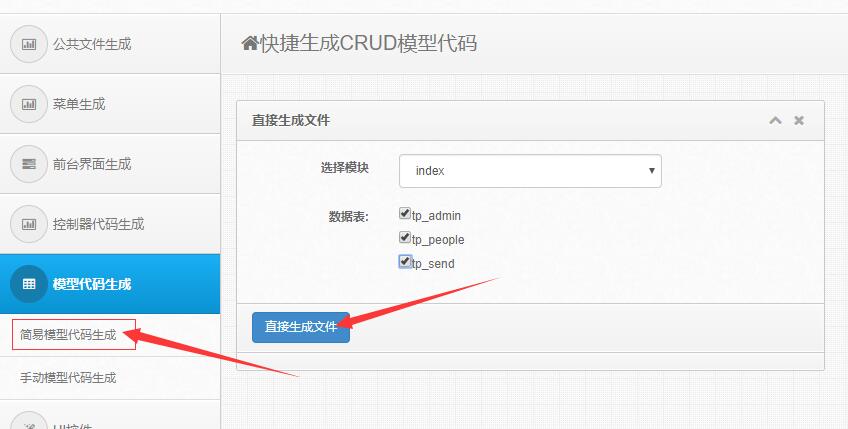 公共文件生成
菜单生成
前台界面生成
控制器代码生成
模型代码生成
简易模型代码生成
手动模型代码生成
UI控件
快捷生成CRUD模型代码
直接生成文件
选择模块
index
数据表:
tp_admin
tp_people
tp_send
直接生成文件